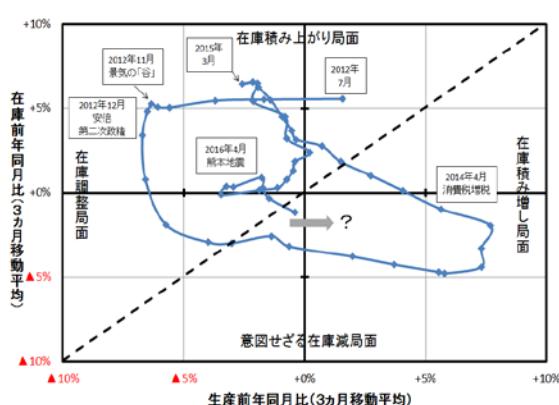 +10%
+5%
+0%
▲5%
▲10%
在庫前年同月比(3ヵ月移動平均)
在庫積み上がり局面
2015年
3月
2012年
7月
2012年11月
景気の「谷」
2012年12月
安倍
第二次政権
在庫調整局面
2016年4月
熊本地震
2014年4月
消費税増税
在庫積み増し局面
?
意図せざる在庫減局面
▲10%
▲5%
+0%
+5%
+10%
生産前年同月比(3ヵ月移動平均)